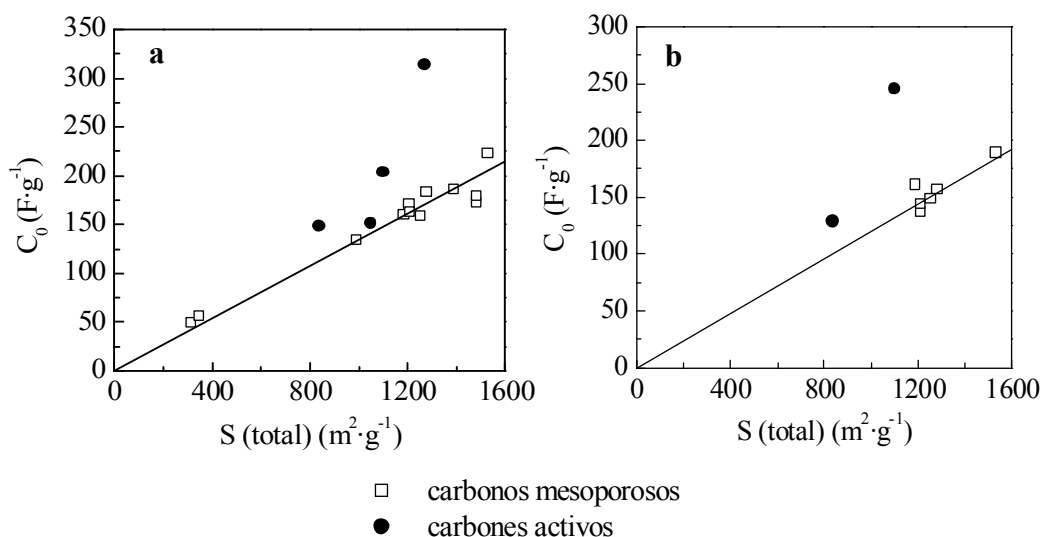 a
350
300
250
200
150
100
50
0
C₀ (F·g⁻¹)
0 400 800 1200 1600
S (total) (m²·g⁻¹)
b
300
250
200
150
100
50
0
C₀ (F·g⁻¹)
0 400 800 1200 1600
S (total) (m²·g⁻¹)
carbonos mesoporosos
carbones activos